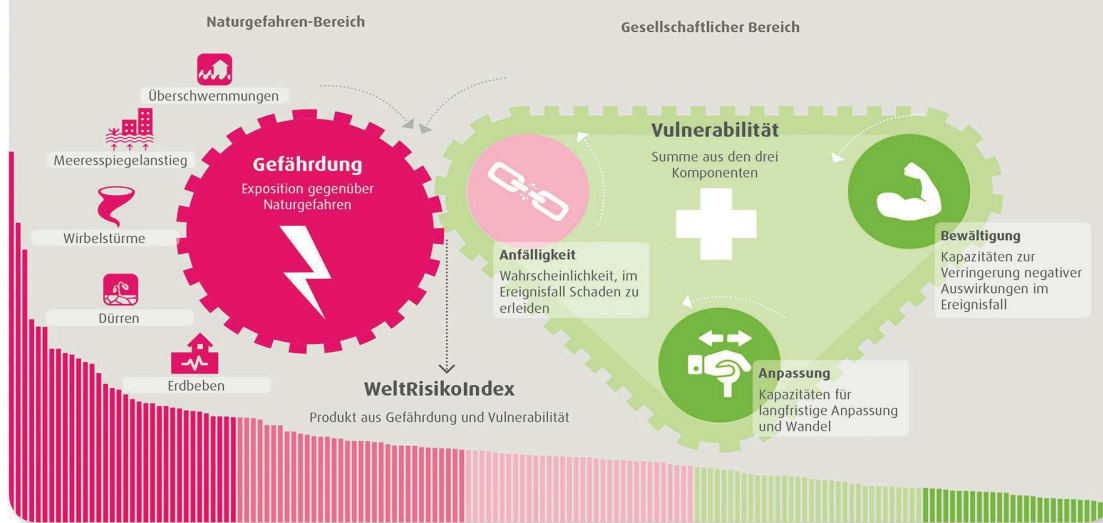 Naturgefahren-Bereich
Gesellschaftlicher Bereich
Überschwemmungen
Meeresspiegelanstieg
Wirbelstürme
Dürren
Erdbeben
Gefährdung
Exposition gegenüber
Naturgefahren
Vulnerabilität
Summe aus den drei
Komponenten
Anfälligkeit
Wahrscheinlichkeit, im
Ereignisfall Schaden zu
erleiden
Bewältigung
Kapazitäten zur
Verringerung negativer
Auswirkungen im
Ereignisfall
Anpassung
Kapazitäten für
langfristige Anpassung
und Wandel
WeltRisikoIndex
Produkt aus Gefährdung und Vulnerabilität